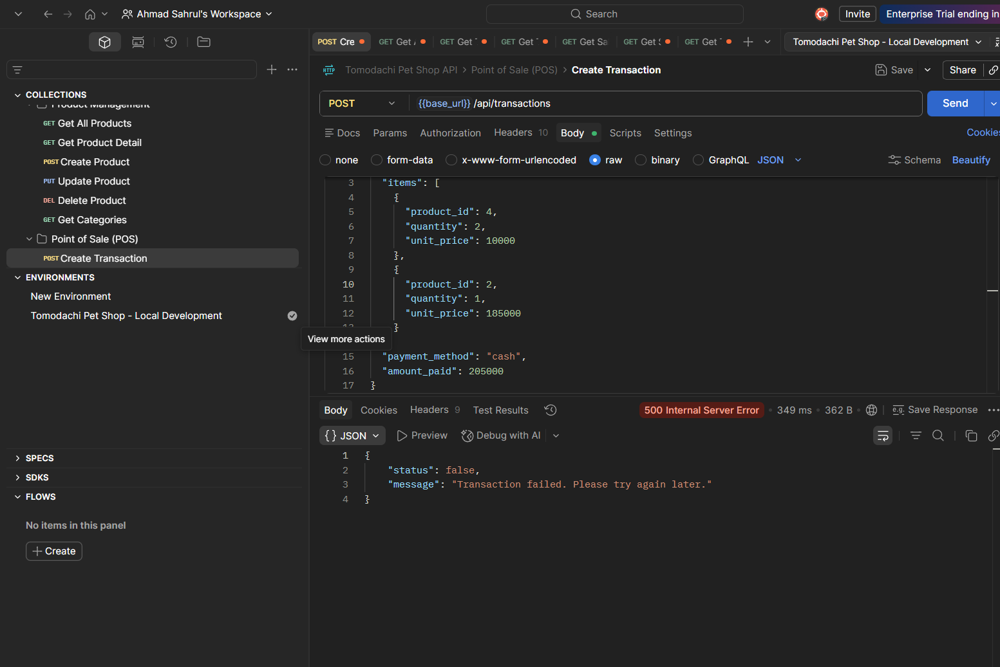 Ahmad Sahrul's Workspace
Search
Invite
Enterprise Trial ending in
POST Cre
GET Get
GET Get
GET Get
GET Get Sa
GET Get
GET Get
Tomodachi Pet Shop - Local Development
HTTP Tomodachi Pet Shop API > Point of Sale (POS) > Create Transaction
Save
Share
COLLECTIONS
Product Management
GET Get All Products
GET Get Product Detail
POST Create Product
PUT Update Product
DEL Delete Product
GET Get Categories
Point of Sale (POS)
POST Create Transaction
ENVIRONMENTS
New Environment
Tomodachi Pet Shop - Local Development
View more actions
SPECS
SDKS
FLOWS
No items in this panel
Create
POST {{base_url}} /api/transactions
Send
Docs Params Authorization Headers 10 Body Scripts Settings
Cookies
none form-data x-www-form-urlencoded raw binary GraphQL JSON
Schema Beautify
3 "items": [
4 {
5 "product_id": 4,
6 "quantity": 2,
7 "unit_price": 10000
8 },
9 {
10 "product_id": 2,
11 "quantity": 1,
12 "unit_price": 185000
13 }
15 "payment_method": "cash",
16 "amount_paid": 205000
17 }
Body Cookies Headers 9 Test Results
500 Internal Server Error • 349 ms • 362 B
e.g. Save Response
{} JSON Preview Debug with AI
1 {
2 "status": false,
3 "message": "Transaction failed. Please try again later."
4 }